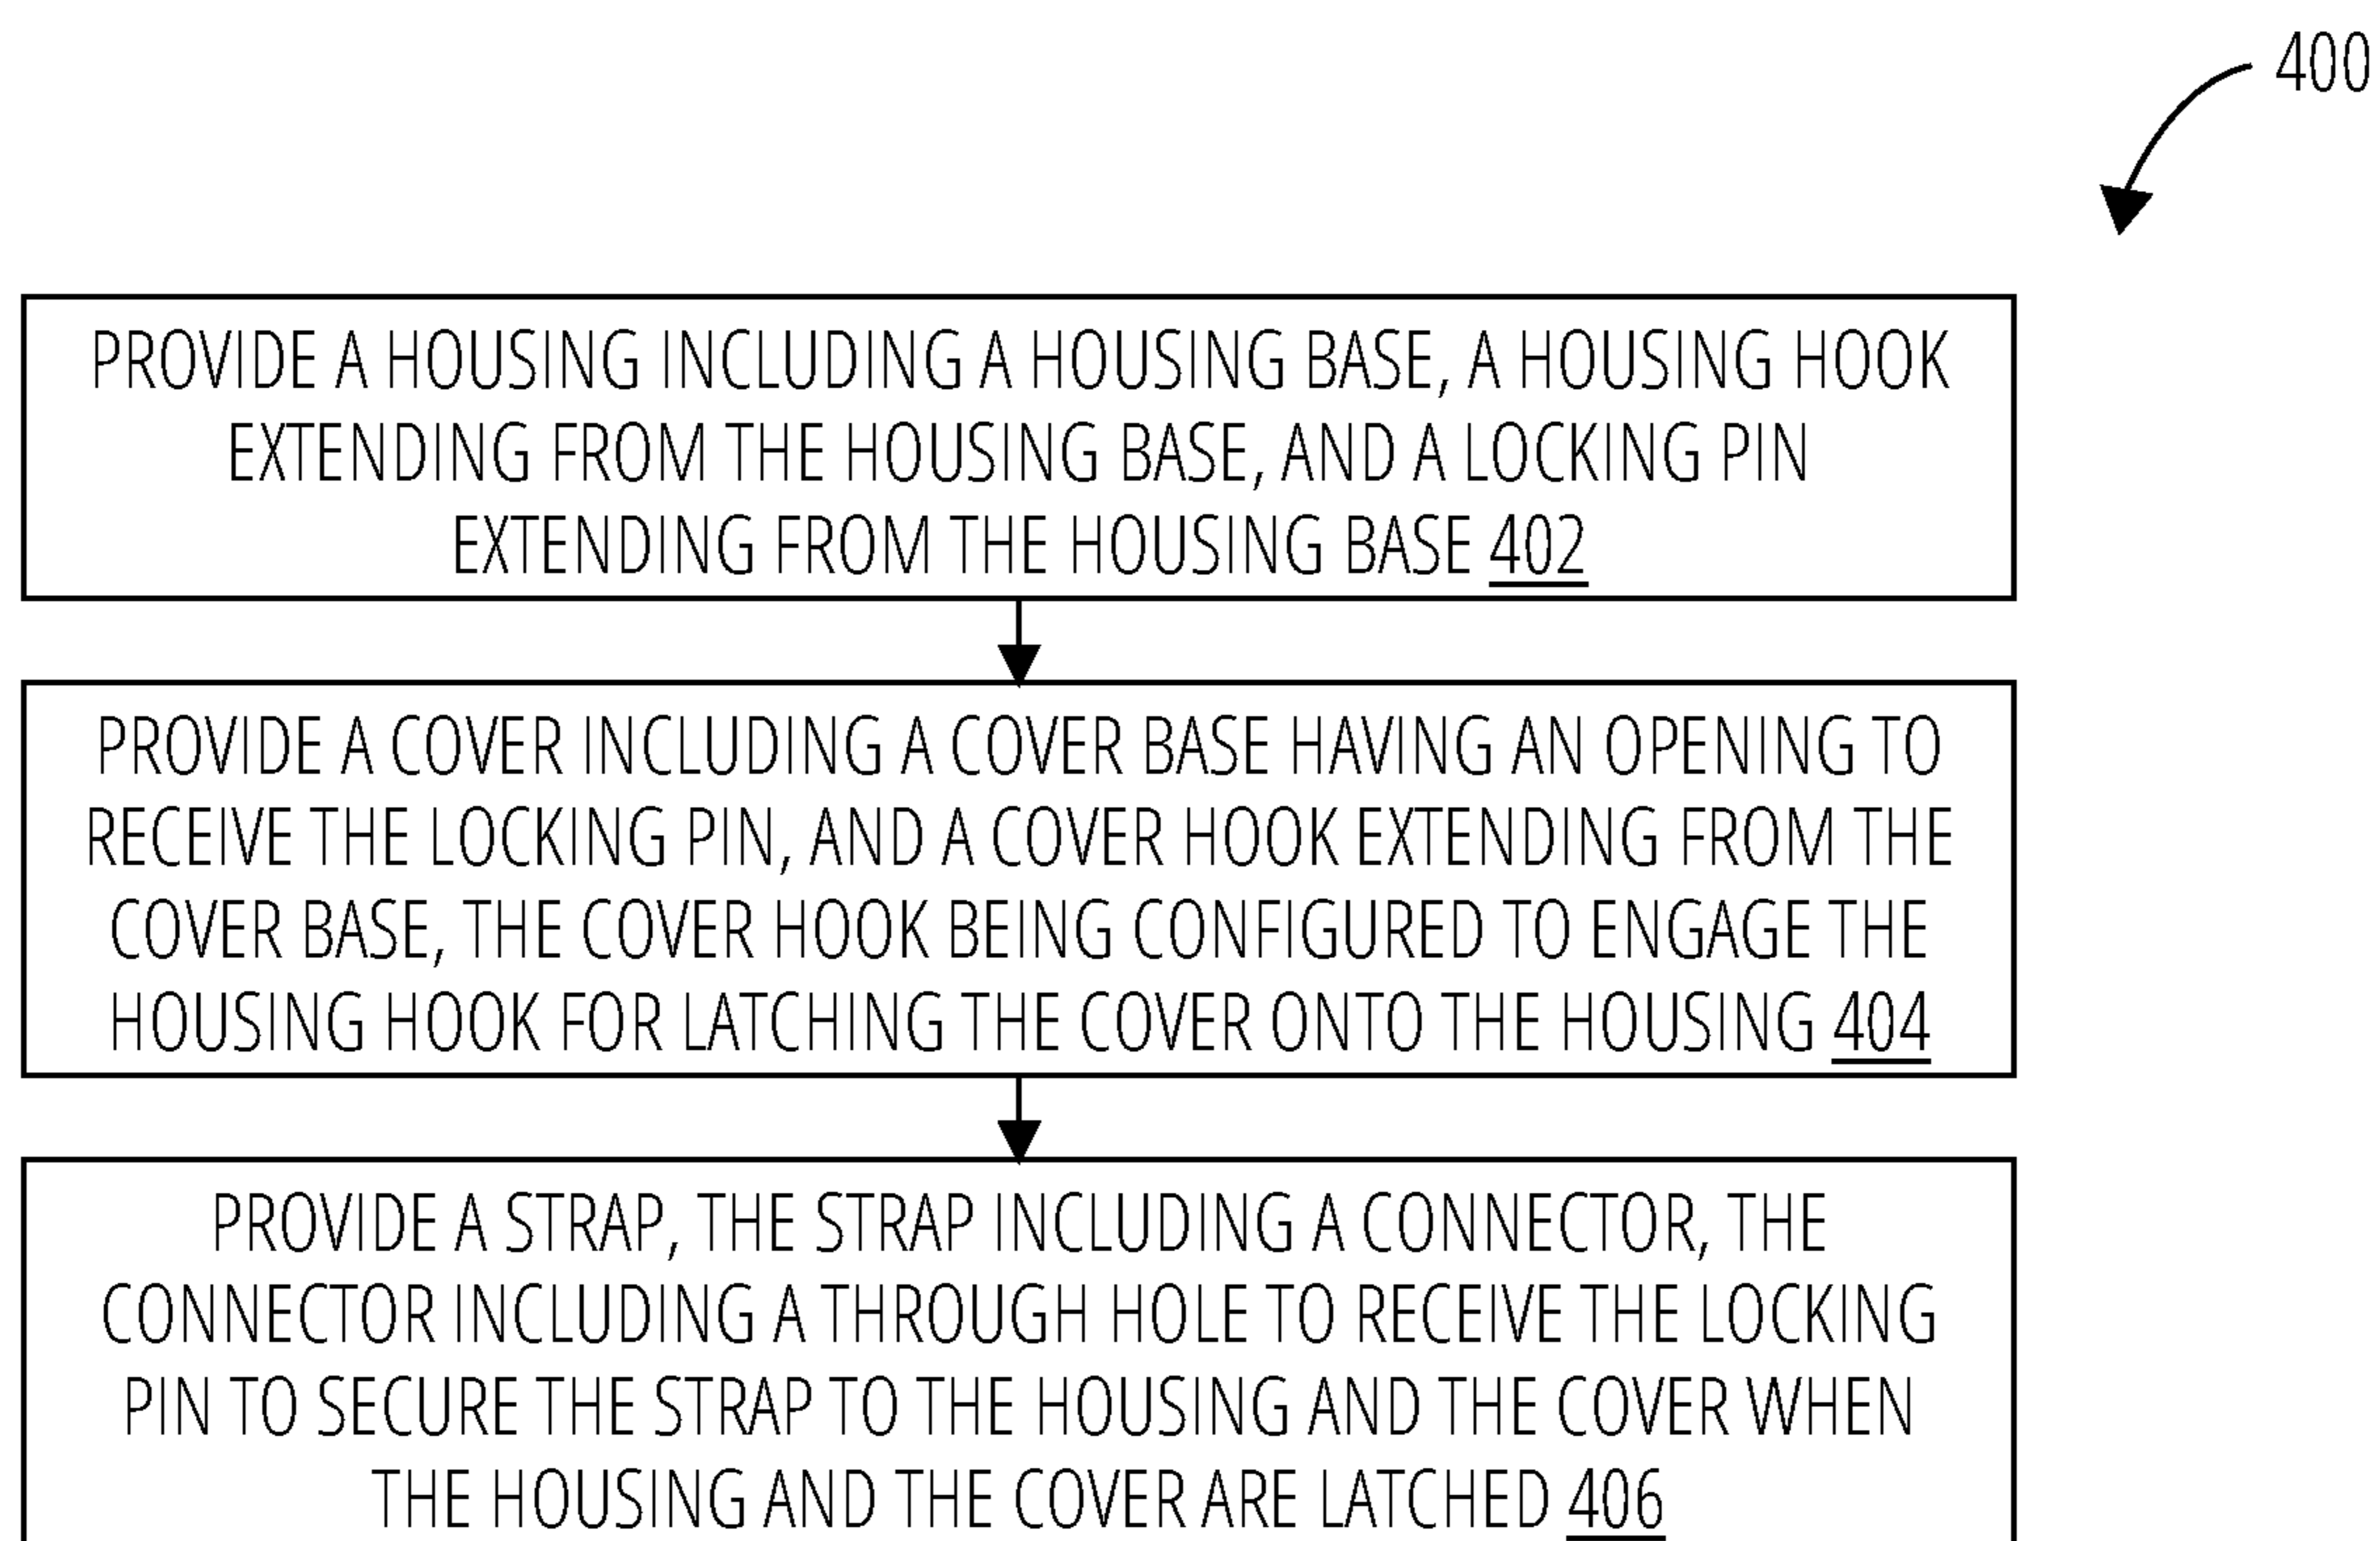 400
PROVIDE A HOUSING INCLUDING A HOUSING BASE, A HOUSING HOOK
EXTENDING FROM THE HOUSING BASE, AND A LOCKING PIN
EXTENDING FROM THE HOUSING BASE 402
PROVIDE A COVER INCLUDING A COVER BASE HAVING AN OPENING TO
RECEIVE THE LOCKING PIN, AND A COVER HOOK EXTENDING FROM THE
COVER BASE, THE COVER HOOK BEING CONFIGURED TO ENGAGE THE
HOUSING HOOK FOR LATCHING THE COVER ONTO THE HOUSING 404
PROVIDE A STRAP, THE STRAP INCLUDING A CONNECTOR, THE
CONNECTOR INCLUDING A THROUGH HOLE TO RECEIVE THE LOCKING
PIN TO SECURE THE STRAP TO THE HOUSING AND THE COVER WHEN
THE HOUSING AND THE COVER ARE LATCHED 406